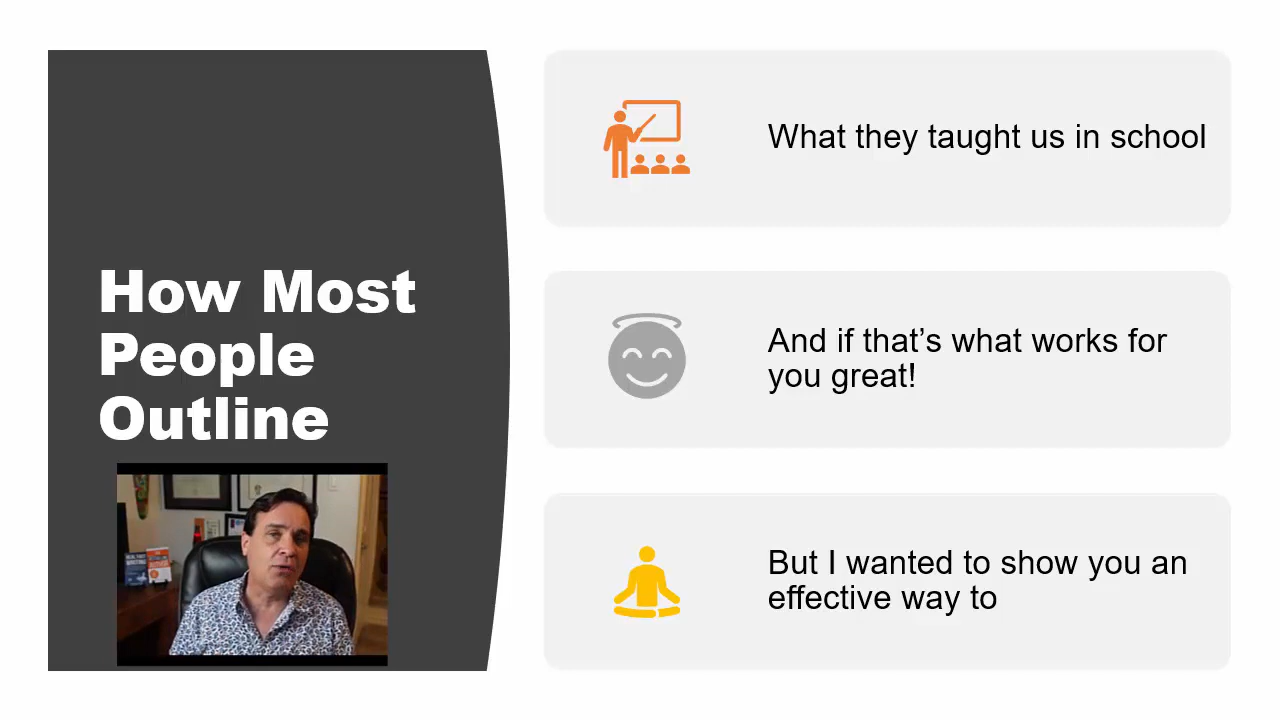 How Most
People
Outline
What they taught us in school
And if that’s what works for
you great!
But I wanted to show you an
effective way to